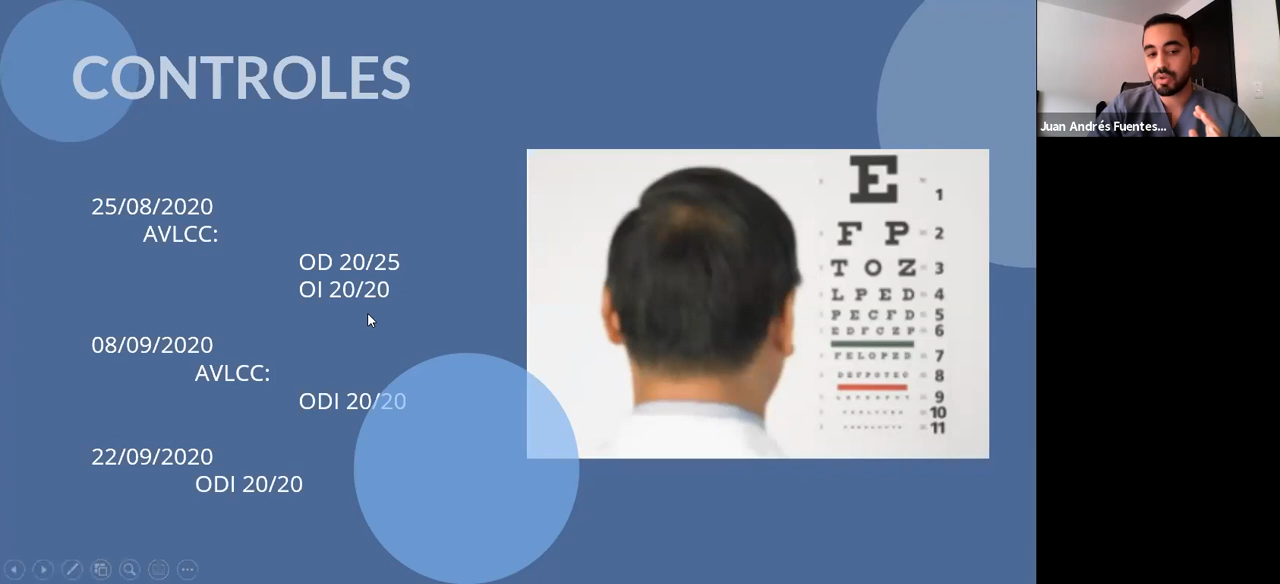 CONTROLES
25/08/2020
AVLCC:
OD 20/25
OI 20/20
08/09/2020
AVLCC:
ODI 20/20
22/09/2020
ODI 20/20
E 1
F P 2
T O Z 3
L P E D 4
P E C F D 5
E D F C Z P 6
F E L O P Z D 7
D E F P O T E C 8
9
10
11
Juan Andrés Fuentes...